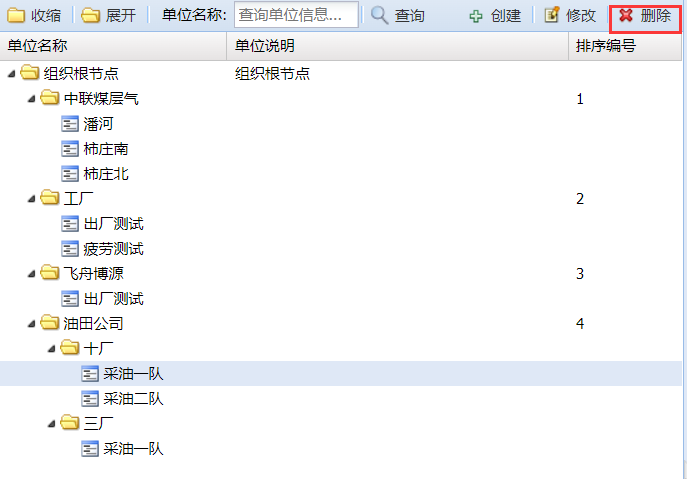 收缩 展开 单位名称: 查询单位信息... 查询 创建 修改 删除
单位名称 单位说明 排序编号
组织根节点 组织根节点
中联煤层气 1
潘河
柿庄南
柿庄北
工厂 2
出厂测试
疲劳测试
飞舟博源 3
出厂测试
油田公司 4
十厂
采油一队
采油二队
三厂
采油一队